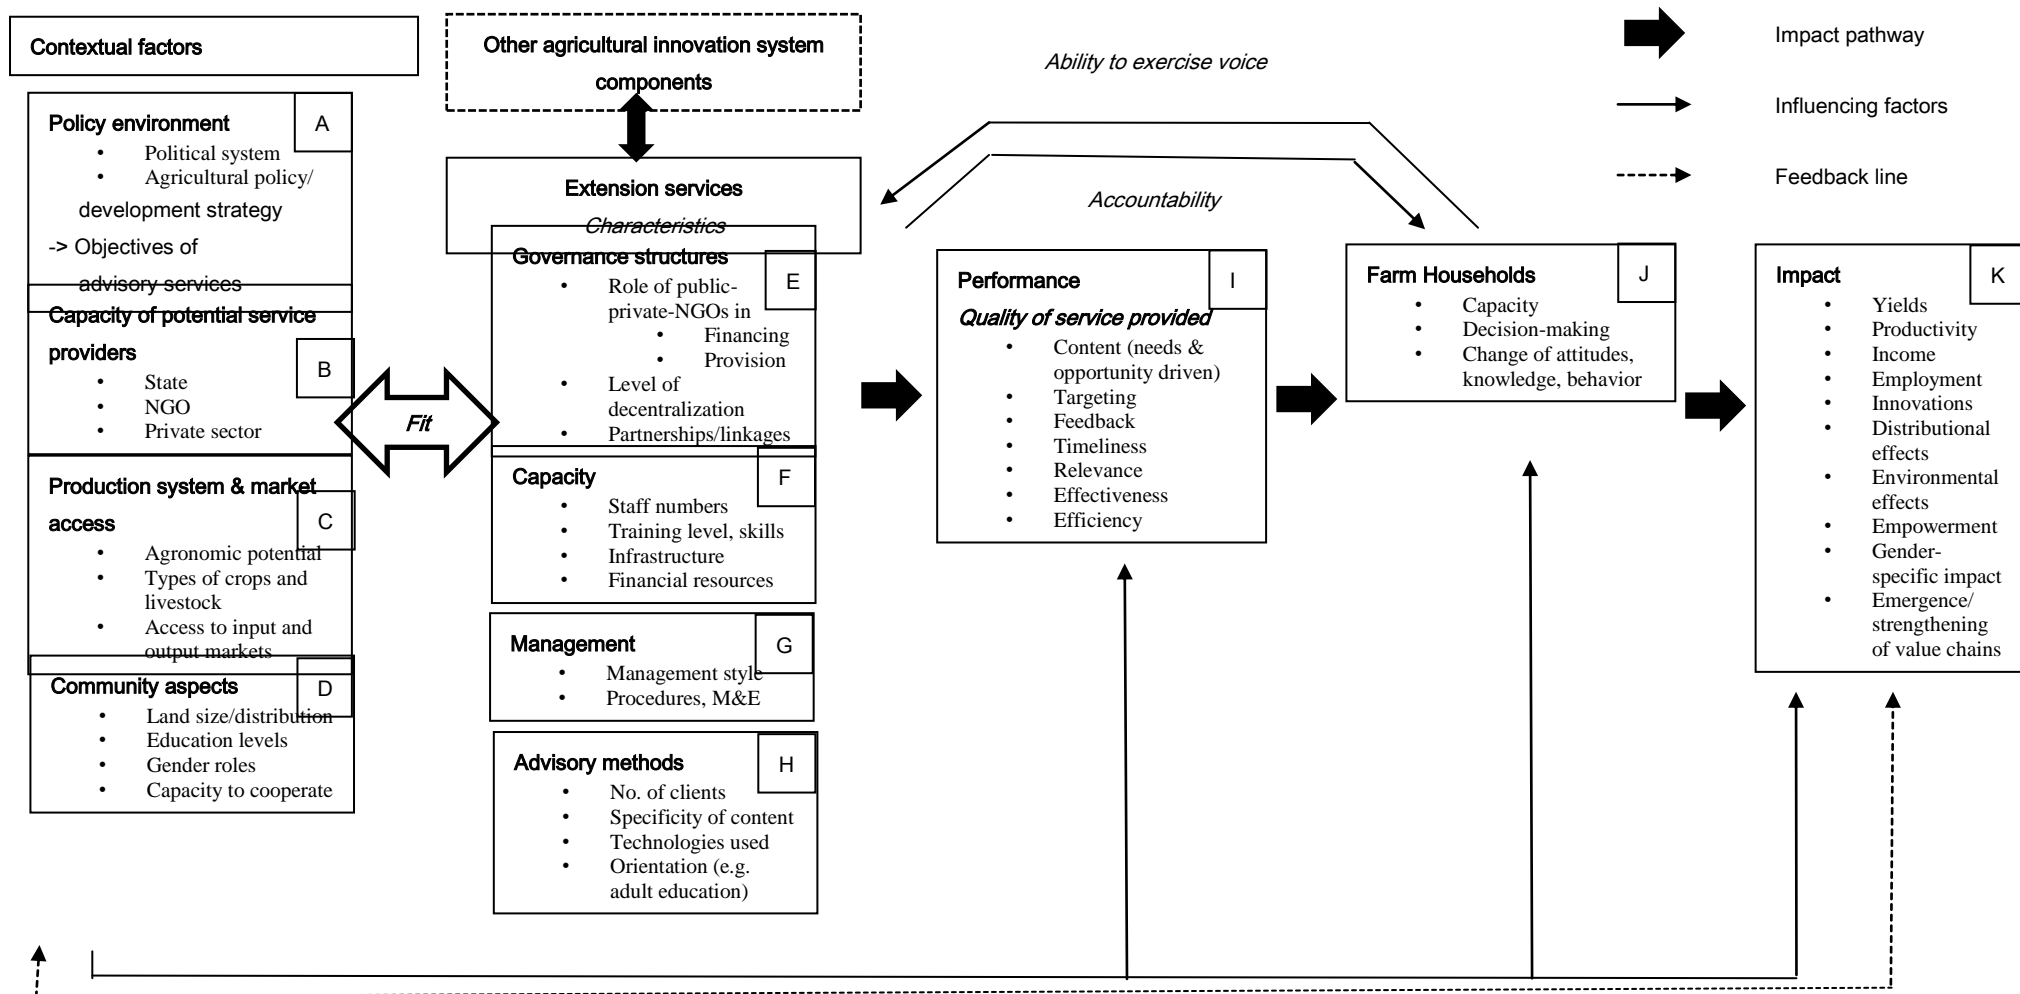 Contextual factors
A
Policy environment
• Political system
• Agricultural policy/
development strategy
-> Objectives of
advisory services
B
Capacity of potential service
providers
• State
• NGO
• Private sector
C
Production system & market
access
• Agronomic potential
• Types of crops and
livestock
• Access to input and
output markets
D
Community aspects
• Land size/distribution
• Education levels
• Gender roles
• Capacity to cooperate
Fit
Other agricultural innovation system
components
Extension services
Characteristics
E
Governance structures
• Role of public-
private-NGOs in
• Financing
• Provision
• Level of
decentralization
• Partnerships/linkages
F
Capacity
• Staff numbers
• Training level, skills
• Infrastructure
• Financial resources
G
Management
• Management style
• Procedures, M&E
H
Advisory methods
• No. of clients
• Specificity of content
• Technologies used
• Orientation (e.g.
adult education)
Ability to exercise voice
Accountability
I
Performance
Quality of service provided
• Content (needs &
opportunity driven)
• Targeting
• Feedback
• Timeliness
• Relevance
• Effectiveness
• Efficiency
J
Farm Households
• Capacity
• Decision-making
• Change of attitudes,
knowledge, behavior
K
Impact
• Yields
• Productivity
• Income
• Employment
• Innovations
• Distributional
effects
• Environmental
effects
• Empowerment
• Gender-
specific impact
• Emergence/
strengthening
of value chains
Impact pathway
Influencing factors
Feedback line